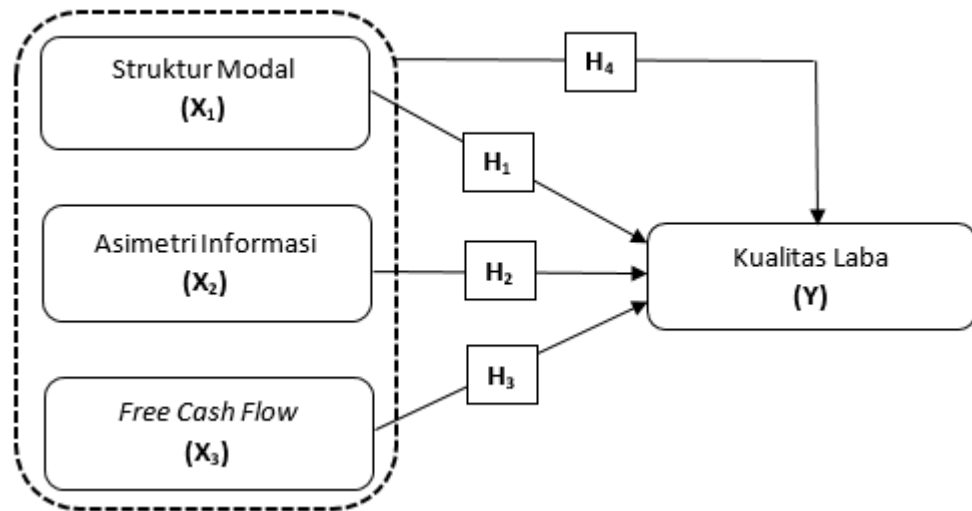 Struktur Modal
(X₁)
H₄
H₁
Asimetri Informasi
(X₂)
H₂
Kualitas Laba
(Y)
H₃
Free Cash Flow
(X₃)